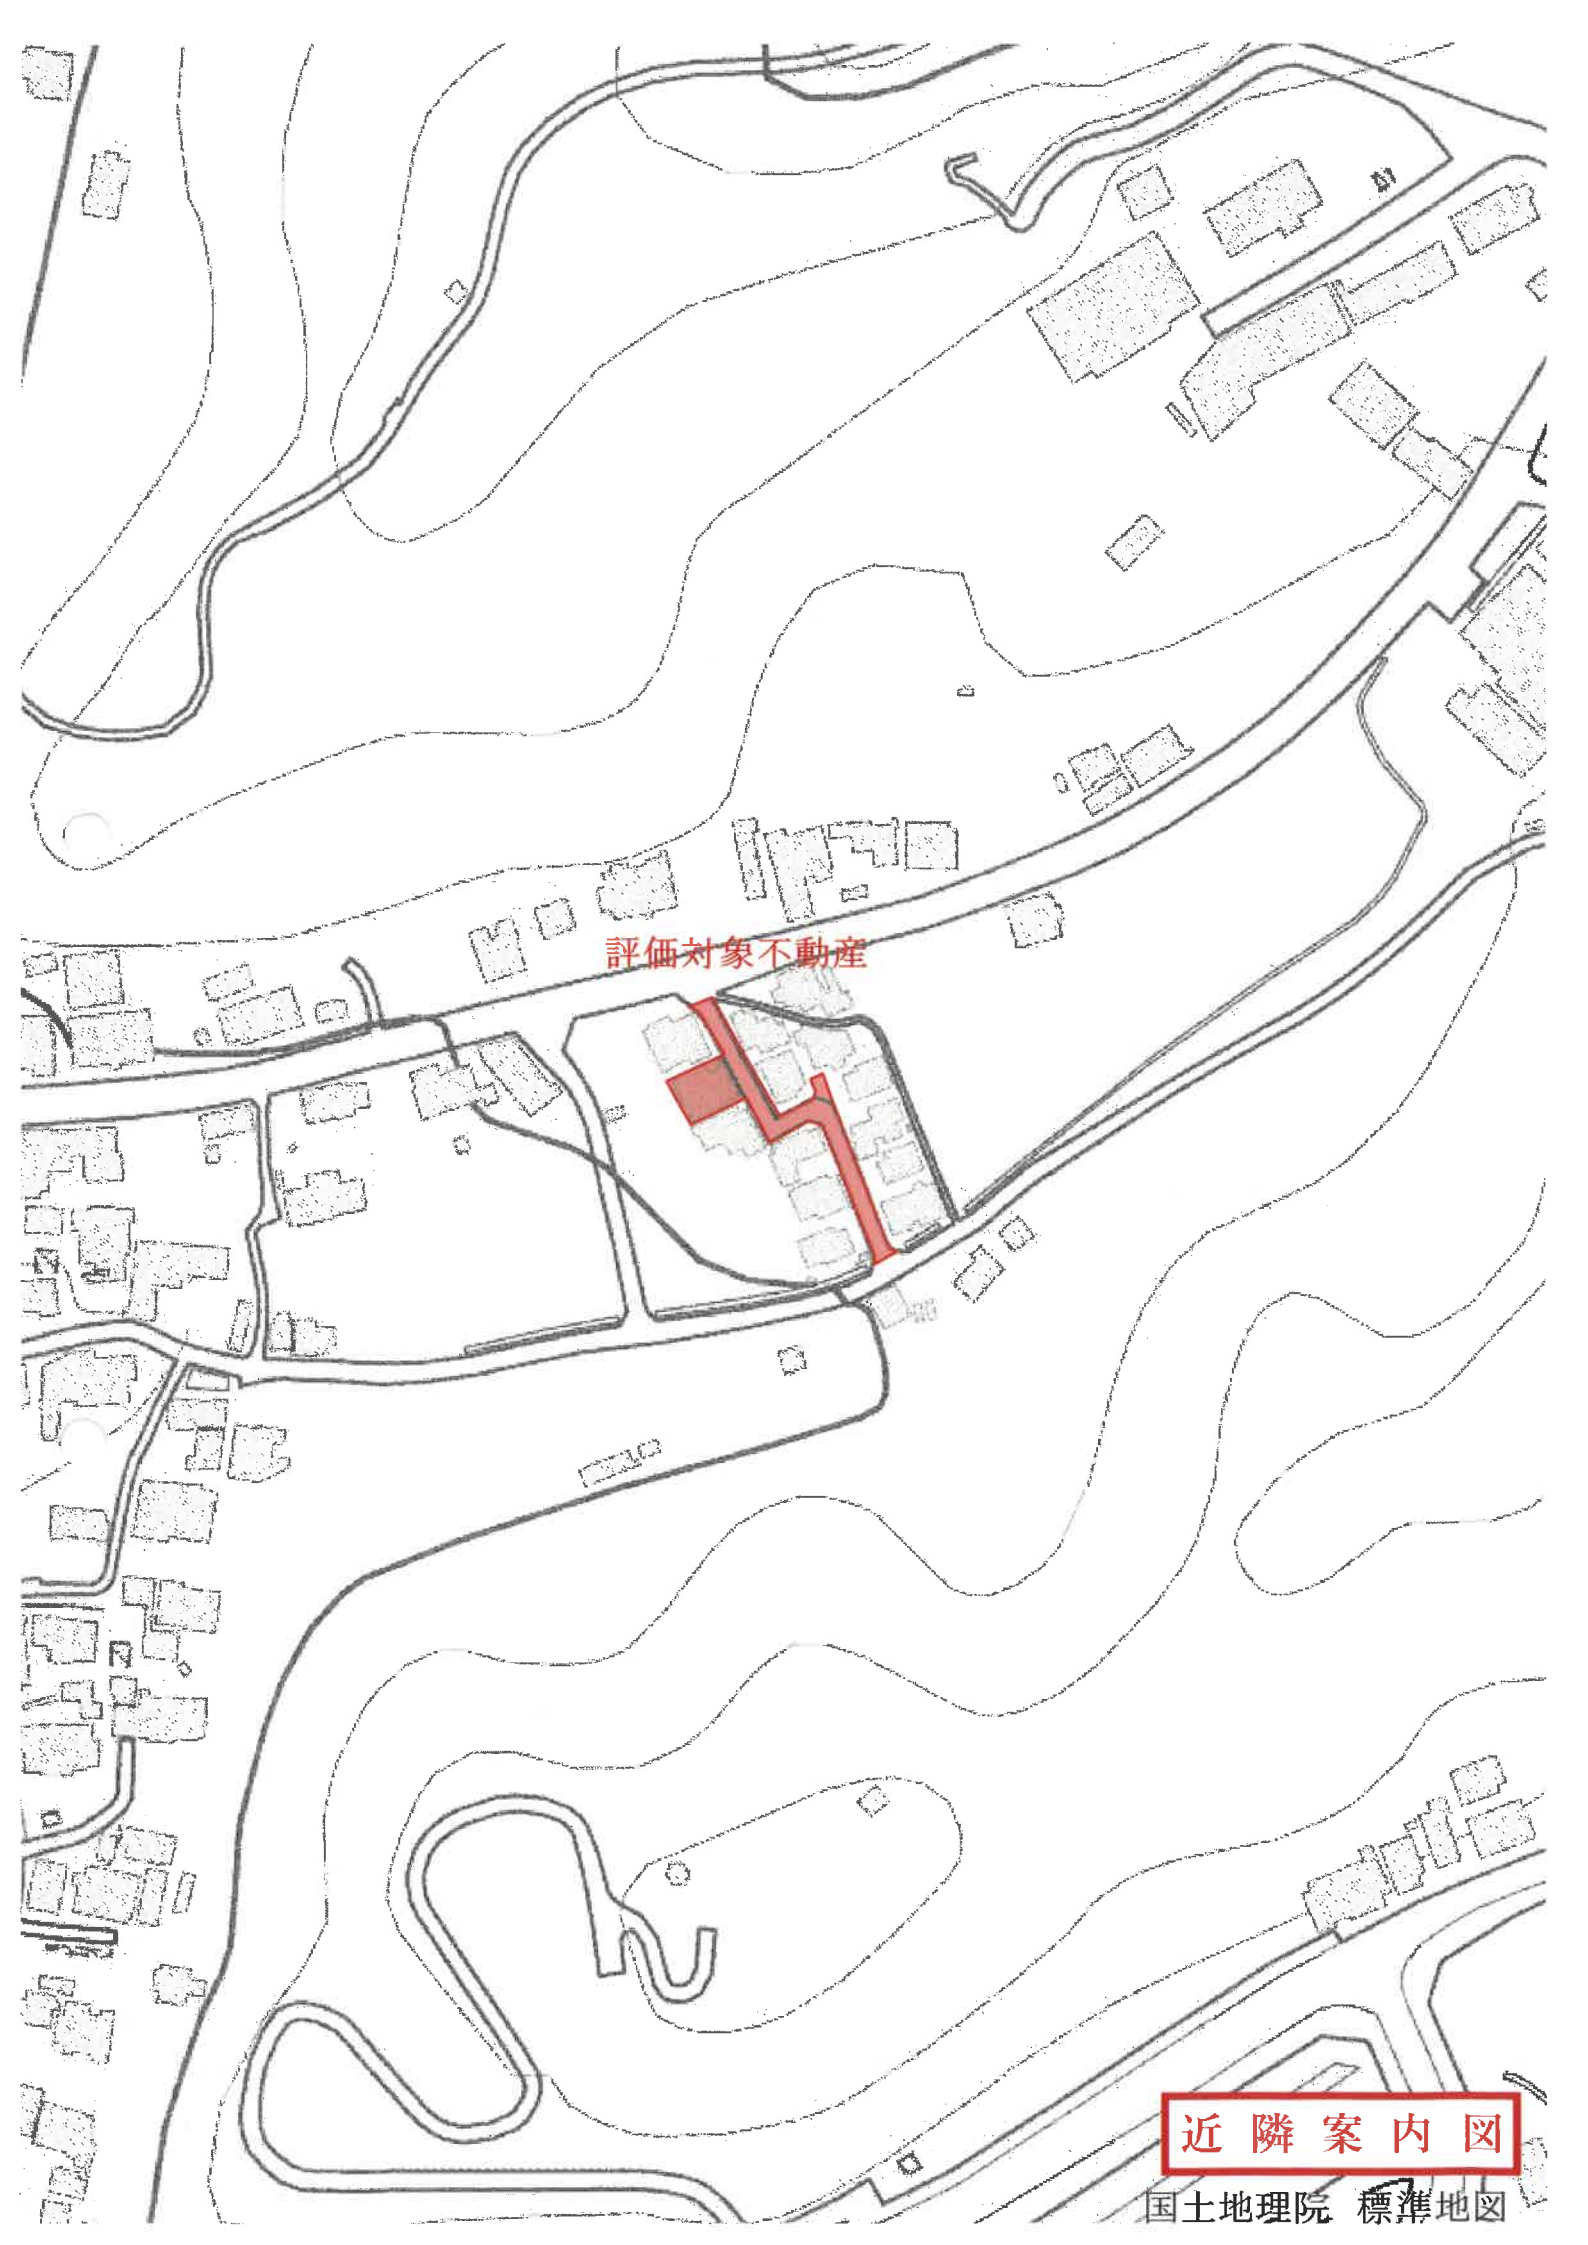 評価対象不動産
近隣案内図
国土地理院 標準地図